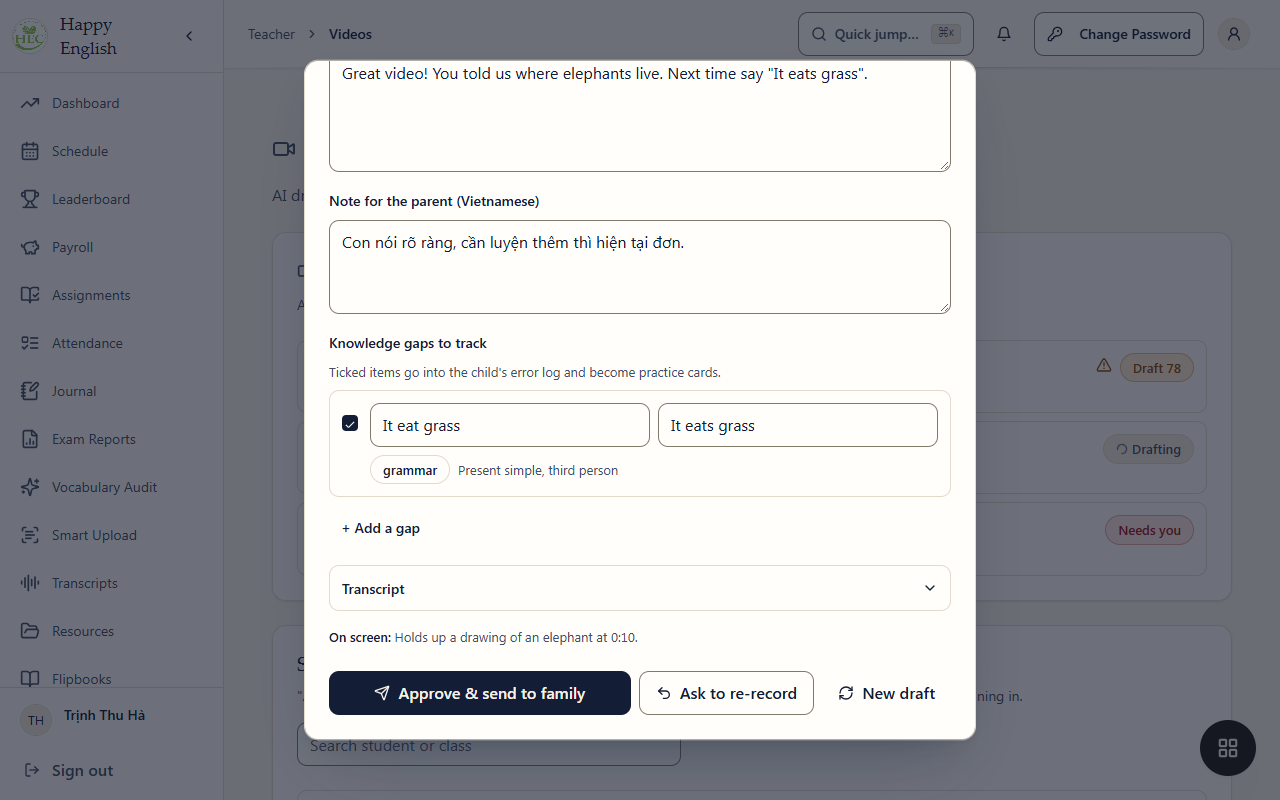 Happy
English
HEC
Teacher > Videos
Quick jump... ⌘K
Change Password
Dashboard
Schedule
Leaderboard
Payroll
Assignments
Attendance
Journal
Exam Reports
Vocabulary Audit
Smart Upload
Transcripts
Resources
Flipbooks
TH
Trịnh Thu Hà
Sign out
AI dr
Draft 78
Drafting
Needs you
ning in.
Search student or class
Great video! You told us where elephants live. Next time say "It eats grass".
Note for the parent (Vietnamese)
Con nói rõ ràng, cần luyện thêm thì hiện tại đơn.
Knowledge gaps to track
Ticked items go into the child's error log and become practice cards.
It eat grass
It eats grass
grammar
Present simple, third person
+ Add a gap
Transcript
On screen: Holds up a drawing of an elephant at 0:10.
Approve & send to family
Ask to re-record
New draft